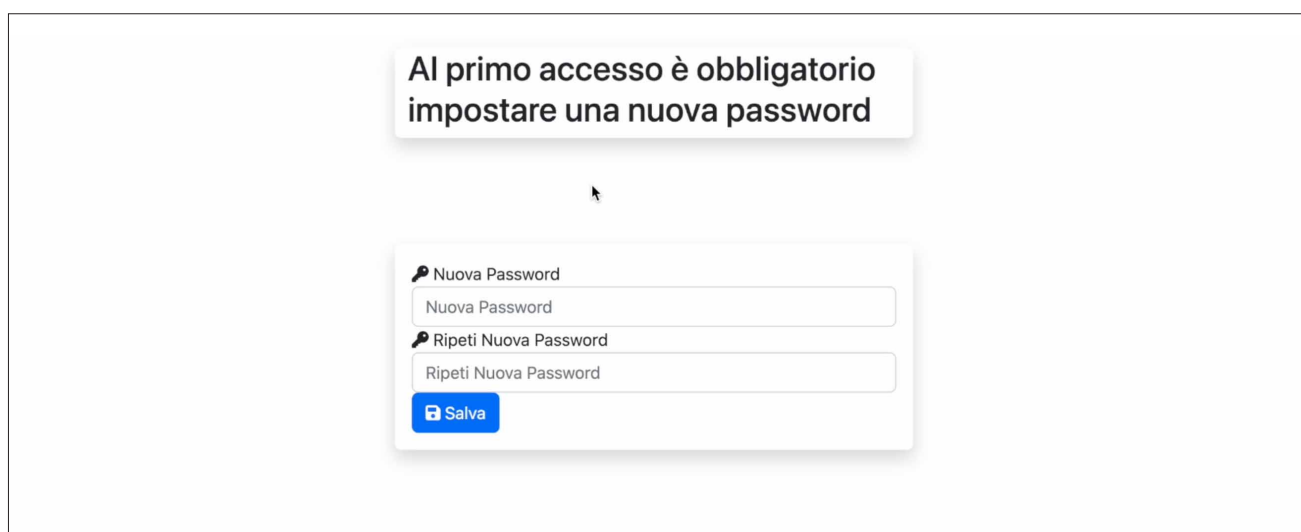 Al primo accesso è obbligatorio
impostare una nuova password
Nuova Password
Nuova Password
Ripeti Nuova Password
Ripeti Nuova Password
Salva